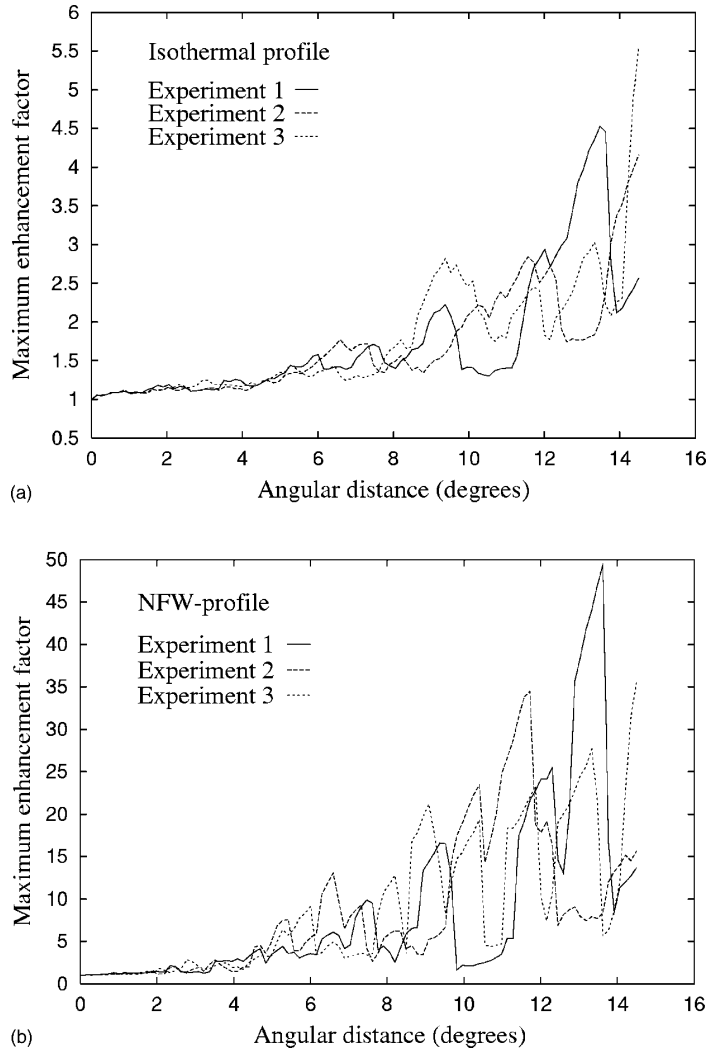 6
5.5
5
4.5
4
3.5
3
2.5
2
1.5
1
0.5
Maximum enhancement factor
Isothermal profile
Experiment 1
Experiment 2
Experiment 3
0 2 4 6 8 10 12 14 16
Angular distance (degrees)
(a)
50
45
40
35
30
25
20
15
10
5
0
Maximum enhancement factor
NFW-profile
Experiment 1
Experiment 2
Experiment 3
0 2 4 6 8 10 12 14 16
Angular distance (degrees)
(b)